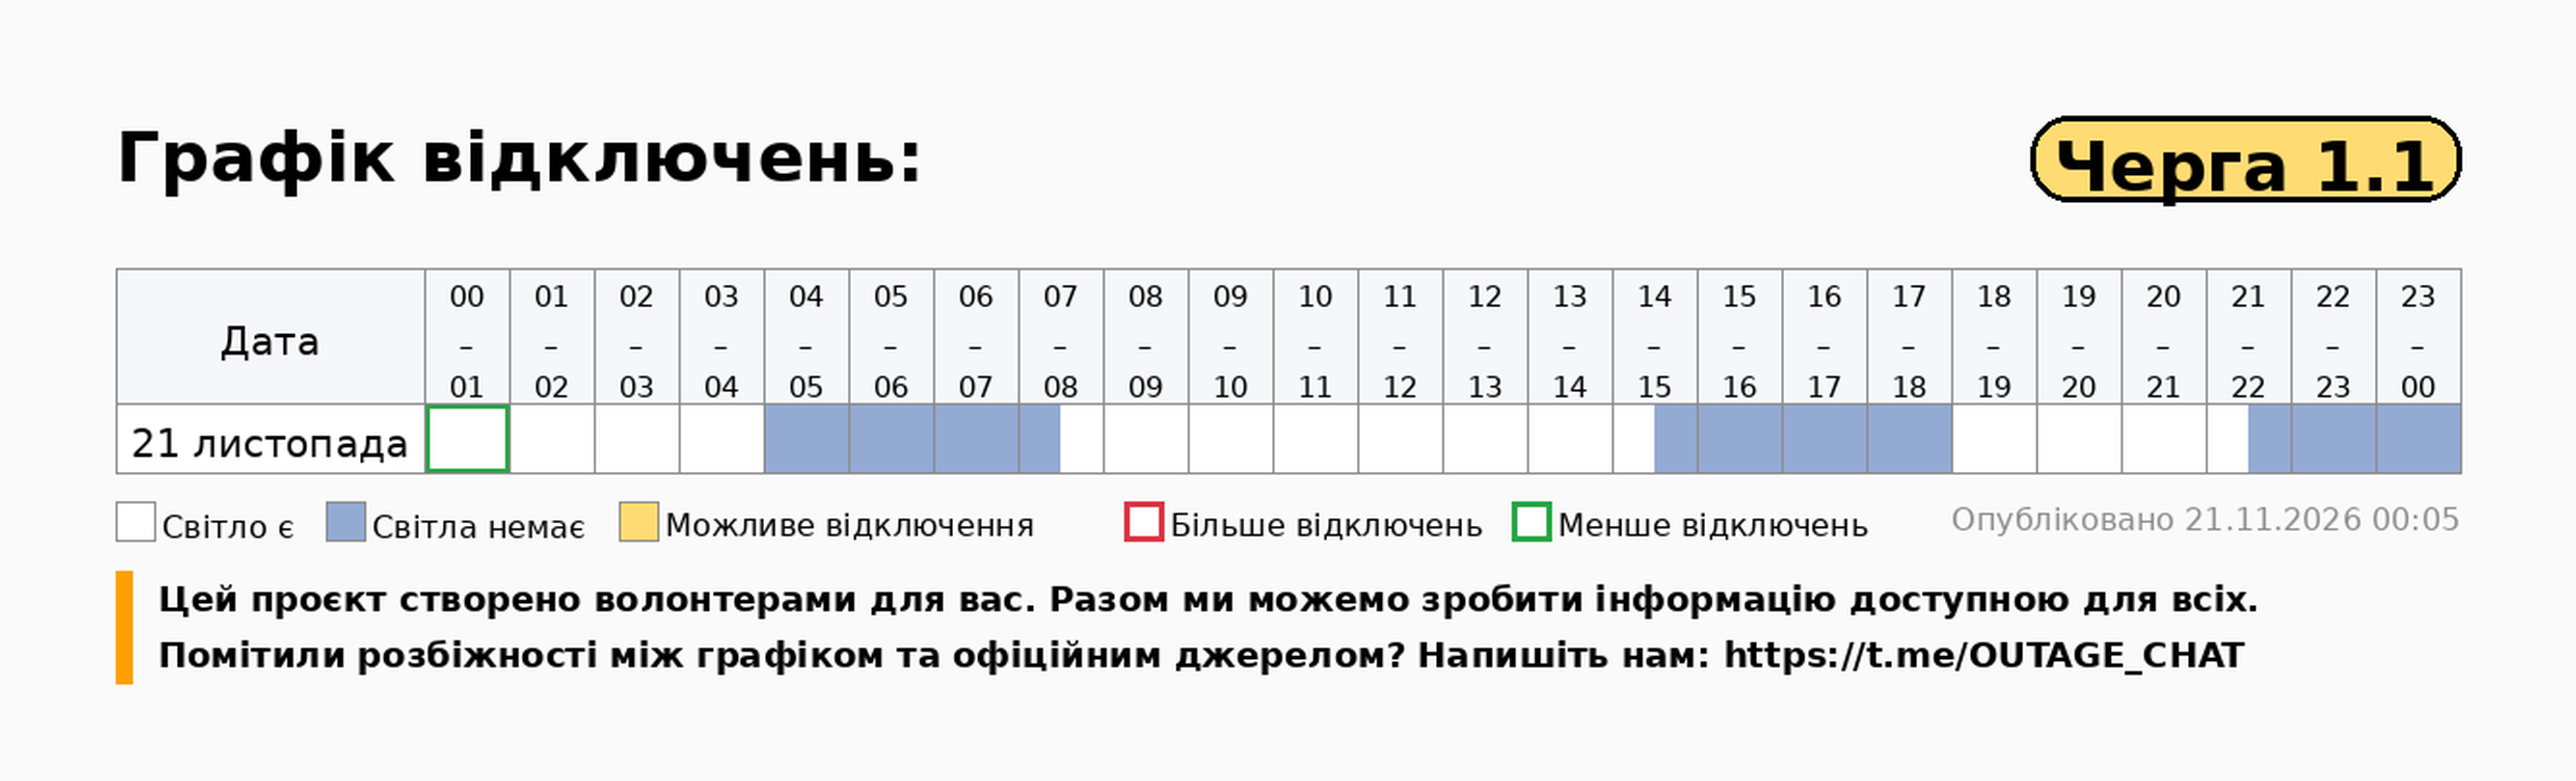 Графік відключень:
Черга 1.1
Дата 00 – 01 01 – 02 02 – 03 03 – 04 04 – 05 05 – 06 06 – 07 07 – 08 08 – 09 09 – 10 10 – 11 11 – 12 12 – 13 13 – 14 14 – 15 15 – 16 16 – 17 17 – 18 18 – 19 19 – 20 20 – 21 21 – 22 22 – 23 23 – 00
21 листопада
Світло є Світла немає Можливе відключення Більше відключень Менше відключень Опубліковано 21.11.2026 00:05
Цей проєкт створено волонтерами для вас. Разом ми можемо зробити інформацію доступною для всіх.
Помітили розбіжності між графіком та офіційним джерелом? Напишіть нам: https://t.me/OUTAGE_CHAT